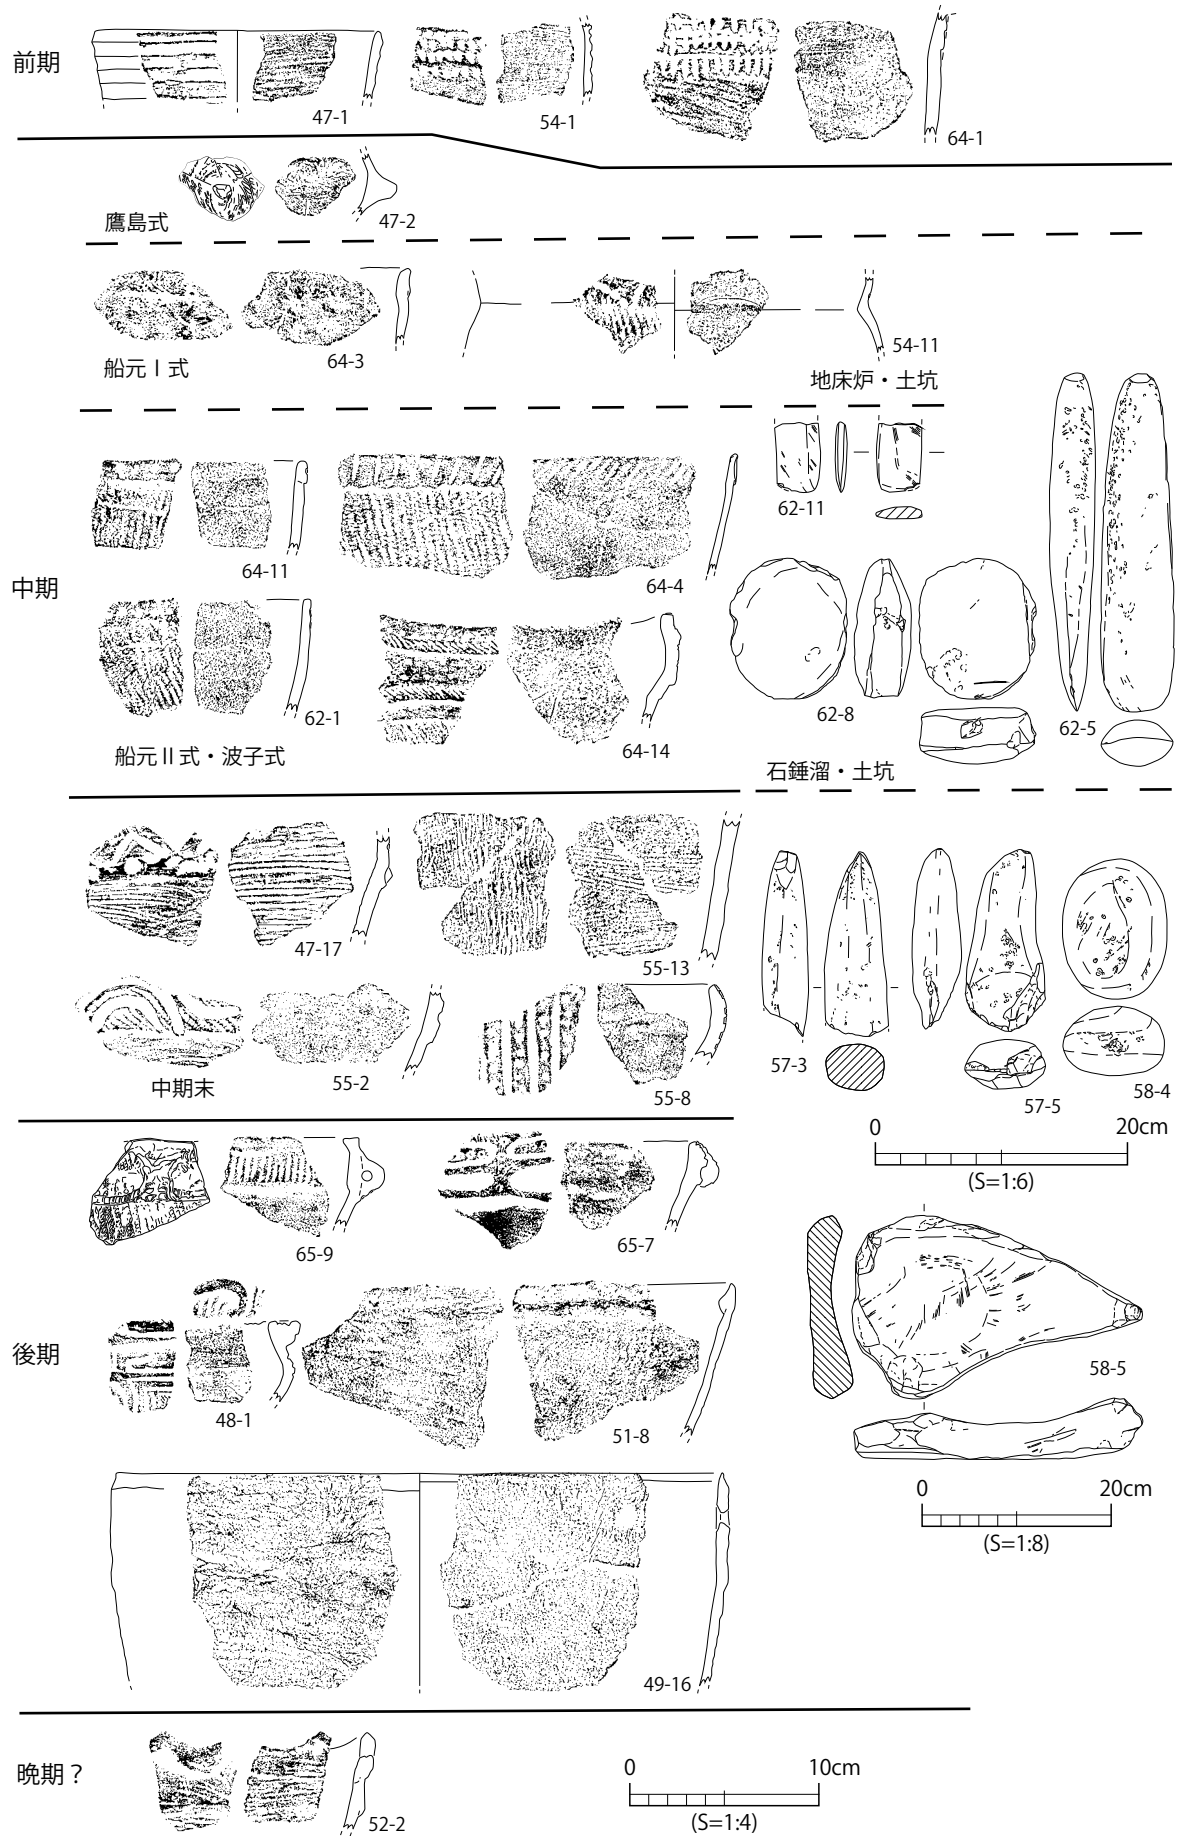 前期
47-1
54-1
64-1
鷹島式
47-2
船元Ⅰ式
64-3
54-11
地床炉・土坑
中期
64-11
64-4
62-11
62-1
64-14
62-8
62-5
船元Ⅱ式・波子式
石錘溜・土坑
47-17
55-13
中期末
55-2
55-8
57-3
57-5
58-4
0 20cm
(S=1:6)
後期
65-9
65-7
48-1
51-8
58-5
0 20cm
(S=1:8)
49-16
晩期？
52-2
0 10cm
(S=1:4)